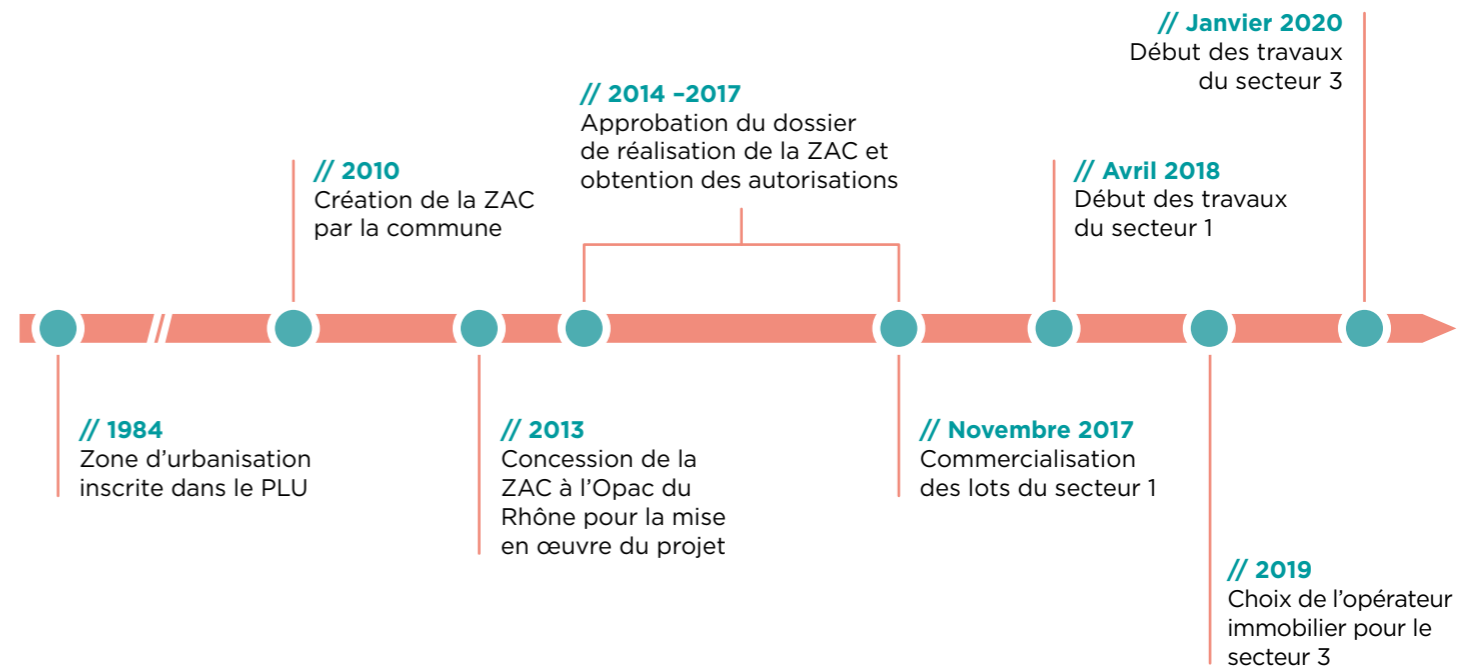 // 1984
Zone d’urbanisation
inscrite dans le PLU
// 2010
Création de la ZAC
par la commune
// 2013
Concession de la
ZAC à l’Opac du
Rhône pour la mise
en œuvre du projet
// 2014 –2017
Approbation du dossier
de réalisation de la ZAC et
obtention des autorisations
// Novembre 2017
Commercialisation
des lots du secteur 1
// Avril 2018
Début des travaux
du secteur 1
// 2019
Choix de l’opérateur
immobilier pour le
secteur 3
// Janvier 2020
Début des travaux
du secteur 3